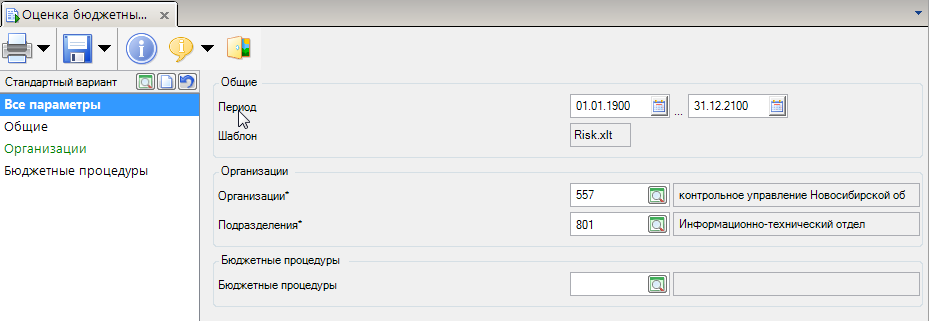 Оценка бюджетны...
Стандартный вариант
Все параметры
Общие
Организации
Бюджетные процедуры
Общие
Период 01.01.1900 ... 31.12.2100
Шаблон Risk.xlt
Организации
Организации* 557 контрольное управление Новосибирской об
Подразделения* 801 Информационно-технический отдел
Бюджетные процедуры
Бюджетные процедуры